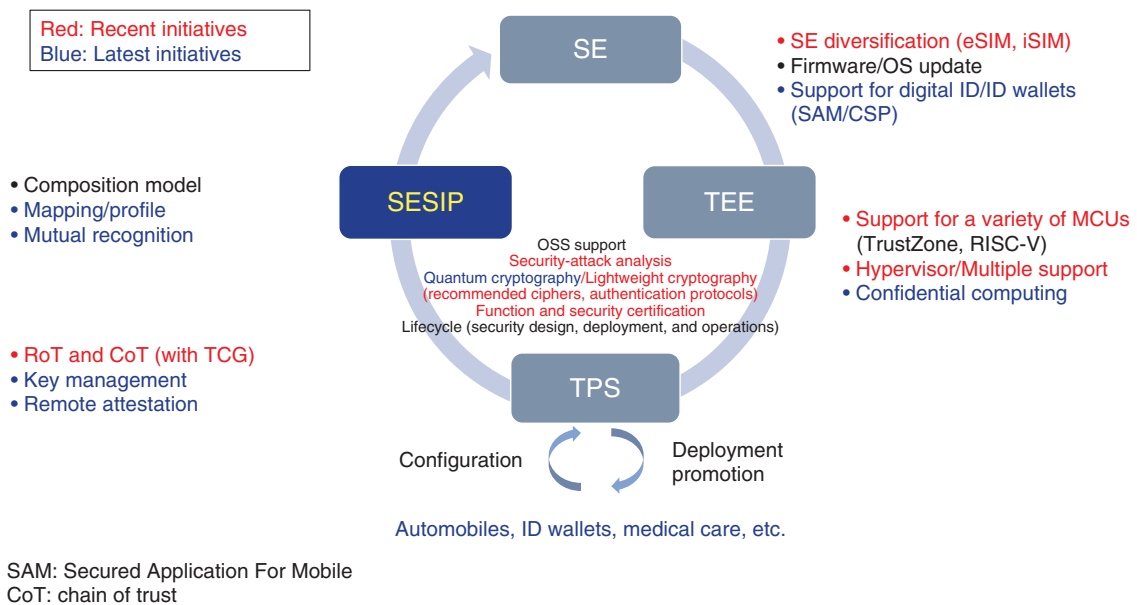 Red: Recent initiatives
Blue: Latest initiatives
SE
• SE diversification (eSIM, iSIM)
• Firmware/OS update
• Support for digital ID/ID wallets
(SAM/CSP)
• Composition model
• Mapping/profile
• Mutual recognition
SESIP
TEE
• Support for a variety of MCUs
(TrustZone, RISC-V)
• Hypervisor/Multiple support
• Confidential computing
OSS support
Security-attack analysis
Quantum cryptography/Lightweight cryptography
(recommended ciphers, authentication protocols)
Function and security certification
Lifecycle (security design, deployment, and operations)
• RoT and CoT (with TCG)
• Key management
• Remote attestation
TPS
Configuration
Deployment
promotion
Automobiles, ID wallets, medical care, etc.
SAM: Secured Application For Mobile
CoT: chain of trust